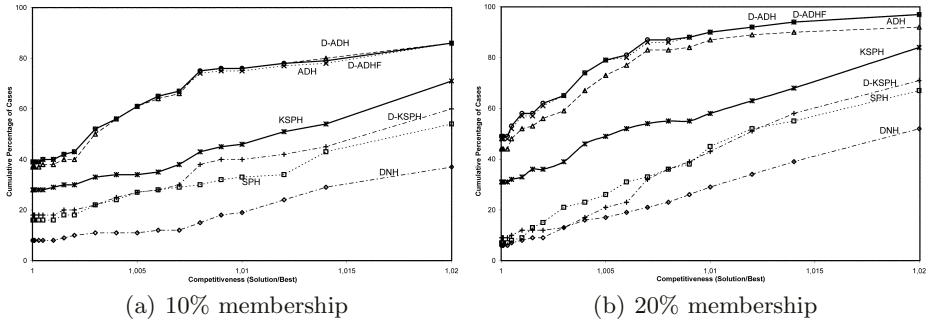 100
80
60
40
20
0
Cumulative Percentage of Cases
D-ADH
ADH
D-ADHF
KSPH
D-KSPH
SPH
DNH
1
1,005
1,01
1,015
1,02
Competitiveness (Solution/Best)
(a) 10% membership
100
80
60
40
20
0
Cumulative Percentage of Cases
D-ADH
D-ADHF
ADH
KSPH
D-KSPH
SPH
DNH
1
1,005
1,01
1,015
1,02
Competitiveness (Solution/Best)
(b) 20% membership